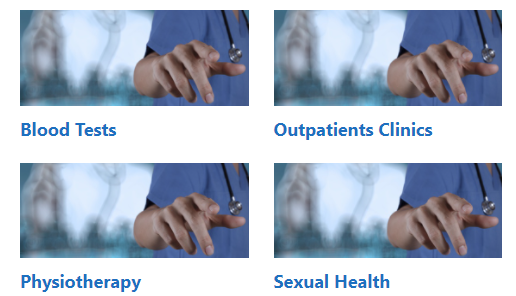 Blood Tests
Outpatients Clinics
Physiotherapy
Sexual Health